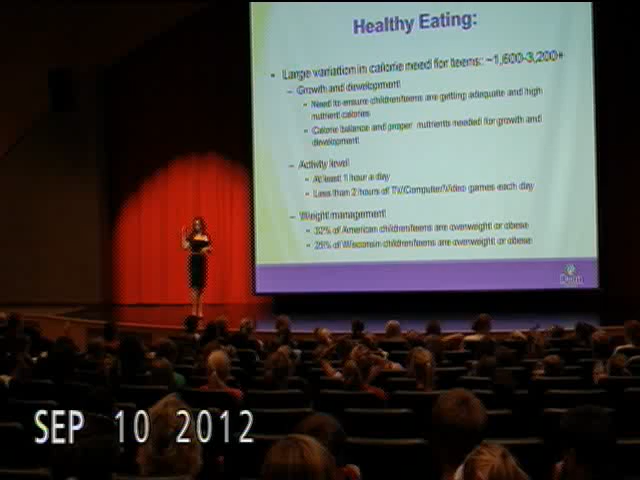 Healthy Eating:
• Large variation in calorie need for teens: ~1,600-3,200+
– Growth and development
• Need to ensure children/teens are getting adequate and high
nutrient calories
• Calorie balance and proper nutrients needed for growth and
development
– Activity level
• At least 1 hour a day
• Less than 2 hours of TV/Computer/Video games each day
– Weight management
• 32% of American children/teens are overweight or obese
• 25% of Wisconsin children/teens are overweight or obese
SEP 10 2012